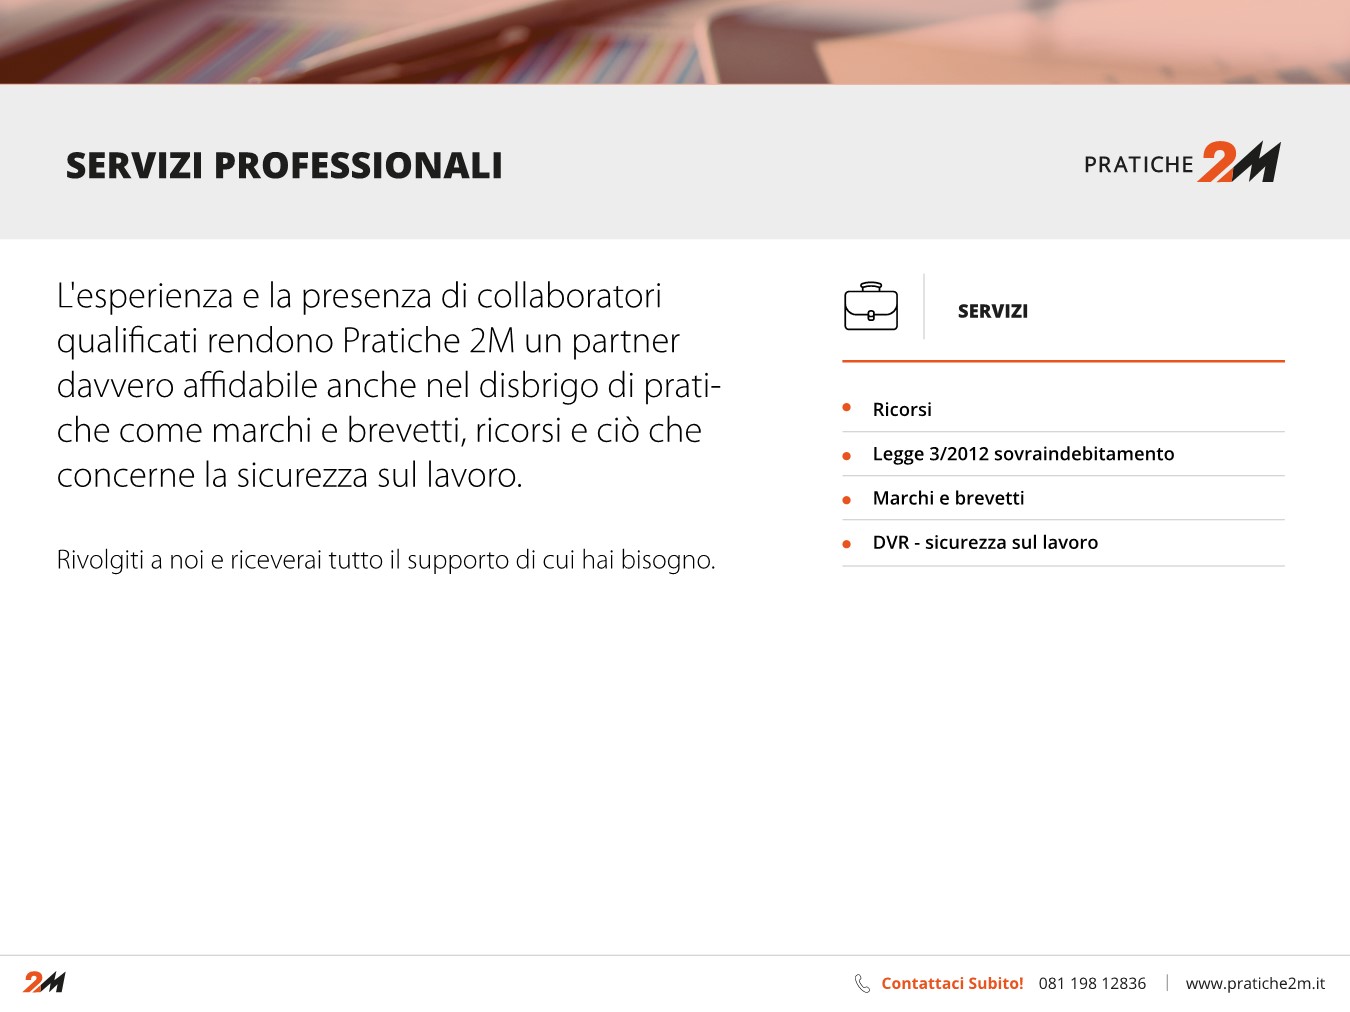 SERVIZI PROFESSIONALI
PRATICHE 2M
L'esperienza e la presenza di collaboratori
qualificati rendono Pratiche 2M un partner
davvero affidabile anche nel disbrigo di prati-
che come marchi e brevetti, ricorsi e ciò che
concerne la sicurezza sul lavoro.
Rivolgiti a noi e riceverai tutto il supporto di cui hai bisogno.
SERVIZI
Ricorsi
Legge 3/2012 sovraindebitamento
Marchi e brevetti
DVR - sicurezza sul lavoro
2M
Contattaci Subito! 081 198 12836 | www.pratiche2m.it